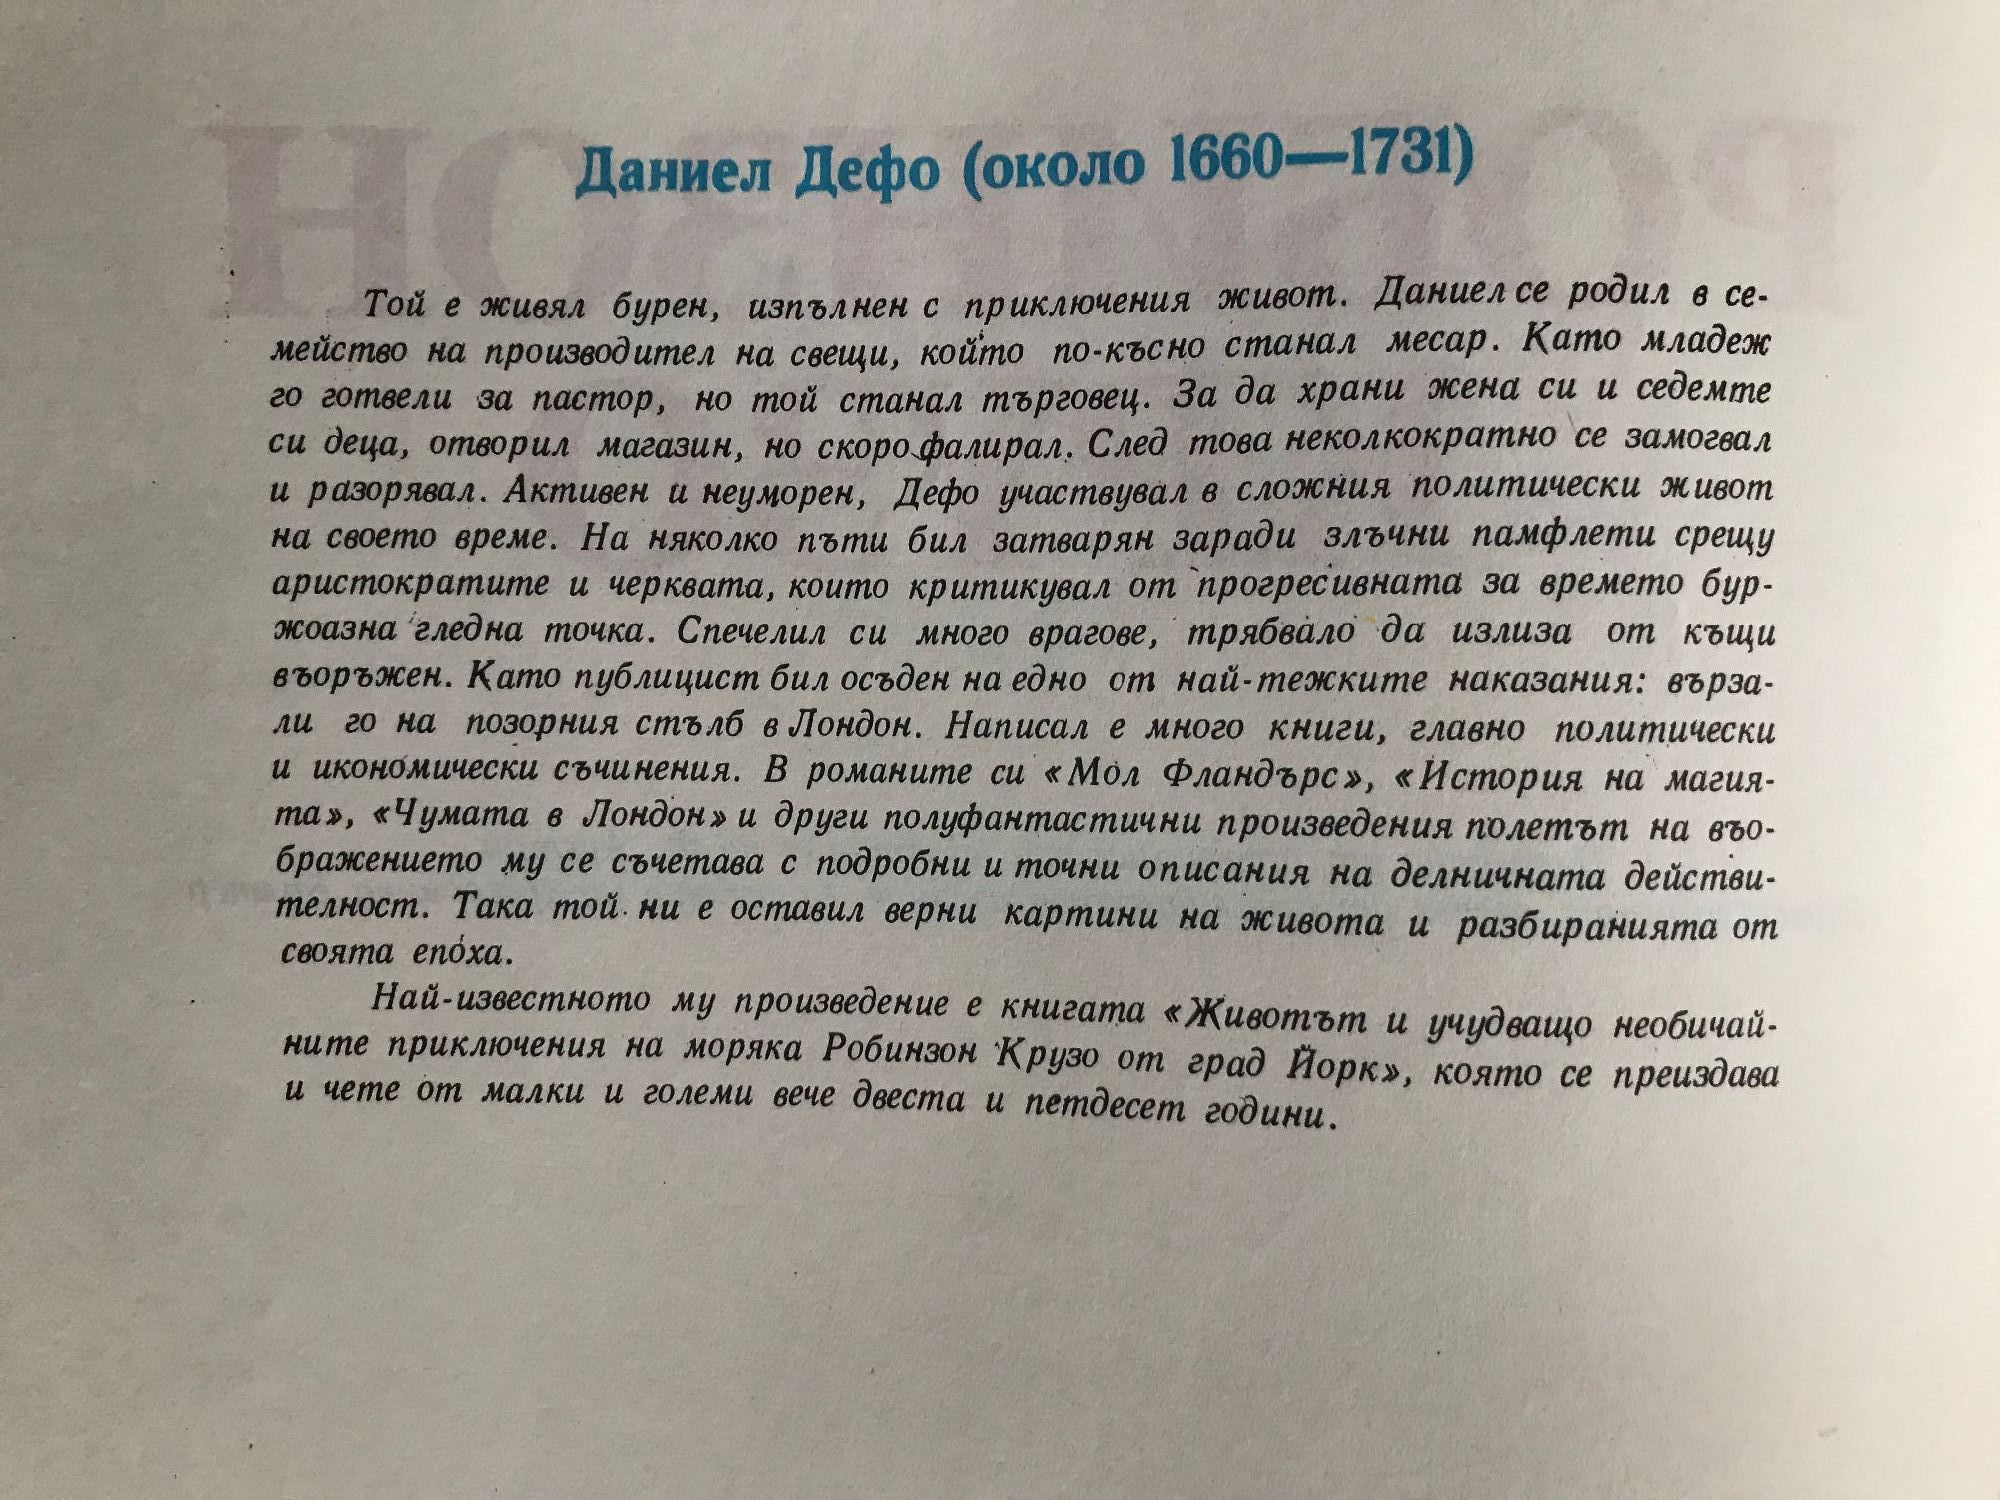 Даниел Дефо (около 1660—1731)
Той е живял бурен, изпълнен с приключения живот. Даниел се родил в се-
мейство на производител на свещи, който по-късно станал месар. Като младеж
го готвели за пастор, но той станал търговец. За да храни жена си и седемте
си деца, отворил магазин, но скоро фалирал. След това неколкократно се замогвал
и разорявал. Активен и неуморен, Дефо участвувал в сложния политически живот
на своето време. На няколко пъти бил затварян заради злъчни памфлети срещу
аристократите и черквата, които критикувал от прогресивната за времето бур-
жоазна гледна точка. Спечелил си много врагове, трябвало да излиза от къщи
въоръжен. Като публицист бил осъден на едно от най-тежките наказания: върза-
ли го на позорния стълб в Лондон. Написал е много книги, главно политически
и икономически съчинения. В романите си «Мол Фландърс», «История на магия-
та», «Чумата в Лондон» и други полуфантастични произведения полетът на въо-
бражението му се съчетава с подробни и точни описания на делничната действи-
телност. Така той ни е оставил верни картини на живота и разбиранията от
своята епоха.
Най-известното му произведение е книгата «Животът и учудващо необичай-
ните приключения на моряка Робинзон Крузо от град Йорк», която се преиздава
и чете от малки и големи вече двеста и петдесет години.